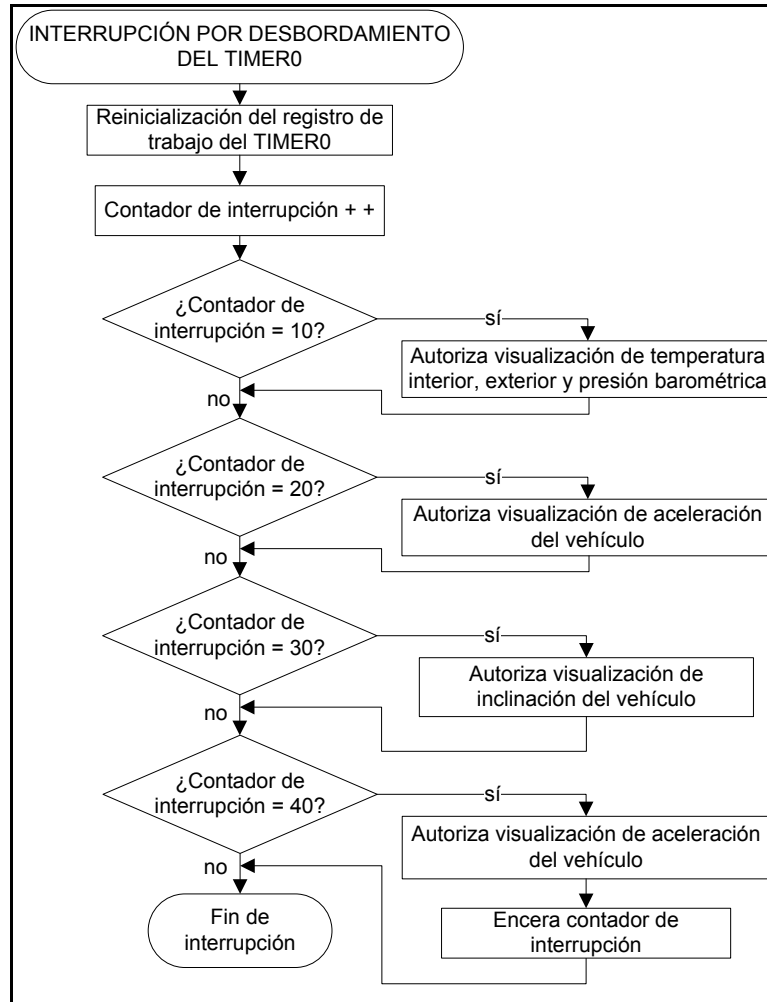 INTERRUPCIÓN POR DESBORDAMIENTO
DEL TIMER0
Reinicialización del registro de
trabajo del TIMER0
Contador de interrupción + +
¿Contador de
interrupción = 10?
sí
Autoriza visualización de temperatura
interior, exterior y presión barométrica
no
¿Contador de
interrupción = 20?
sí
Autoriza visualización de aceleración
del vehículo
no
¿Contador de
interrupción = 30?
sí
Autoriza visualización de
inclinación del vehículo
no
¿Contador de
interrupción = 40?
sí
Autoriza visualización de aceleración
del vehículo
no
Fin de
interrupción
Encera contador de
interrupción